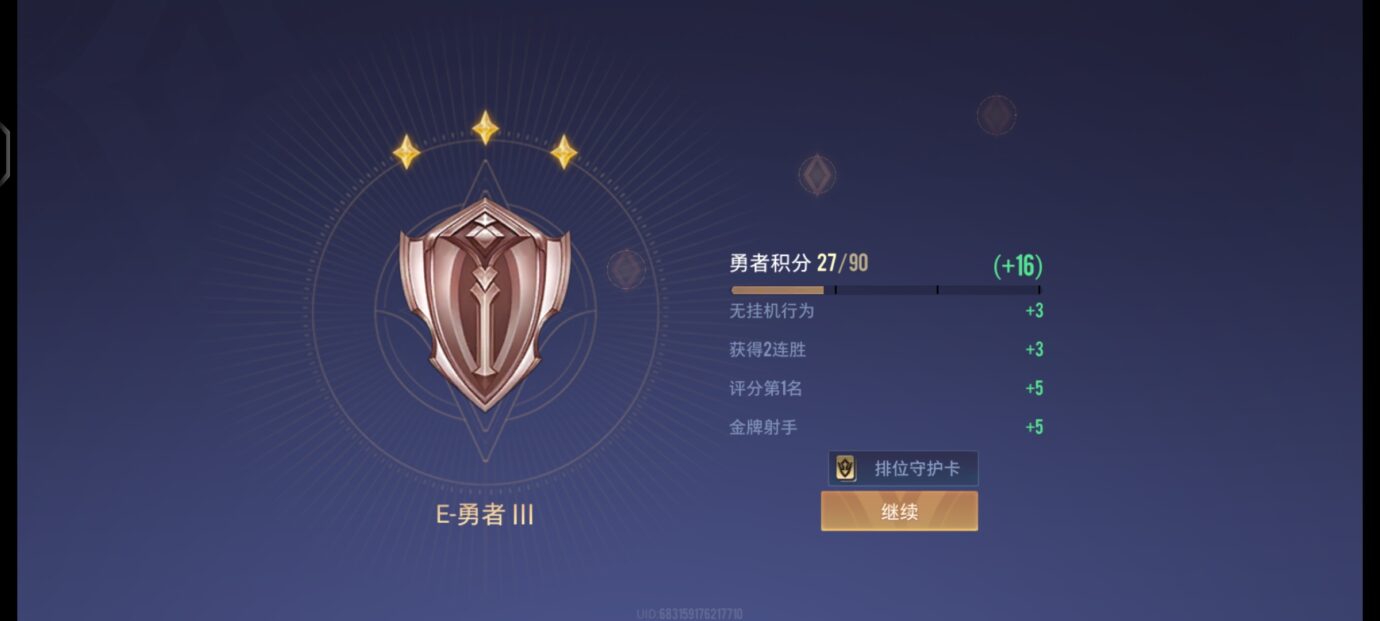 勇者积分 27/90 (+16)
无挂机行为 +3
获得2连胜 +3
评分第1名 +5
金牌射手 +5
排位守护卡
继续
E-勇者 III
UID:683159176217710